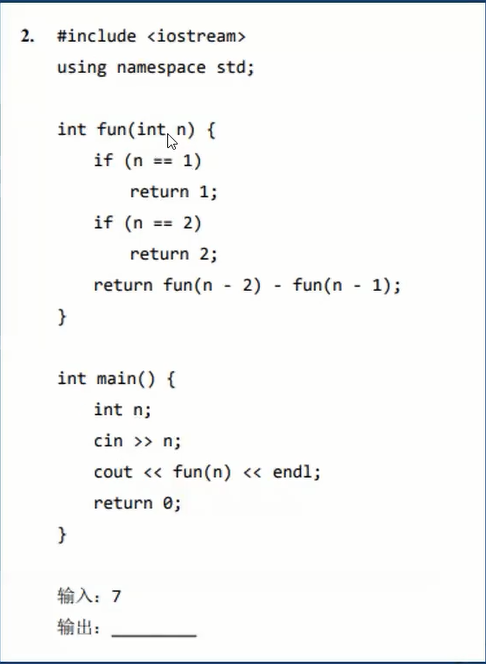 2. #include <iostream>
using namespace std;
int fun(int n) {
if (n == 1)
return 1;
if (n == 2)
return 2;
return fun(n - 2) - fun(n - 1);
}
int main() {
int n;
cin >> n;
cout << fun(n) << endl;
return 0;
}
输入: 7
输出: ________